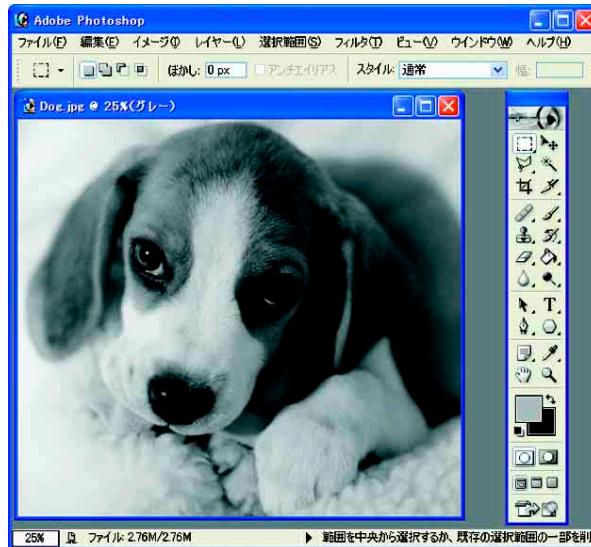 Adobe Photoshop
ファイル(F) 編集(E) イメージ(I) レイヤー(L) 選択範囲(S) フィルタ(T) ビュー(V) ウインドウ(W) ヘルプ(H)
ぼかし: 0 px アンチエイリアス スタイル: 通常 幅:
Dog.jpg @ 25%(グレー)
T
25% ファイル: 2.76M/2.76M 範囲を中央から選択するか、既存の選択範囲の一部を削